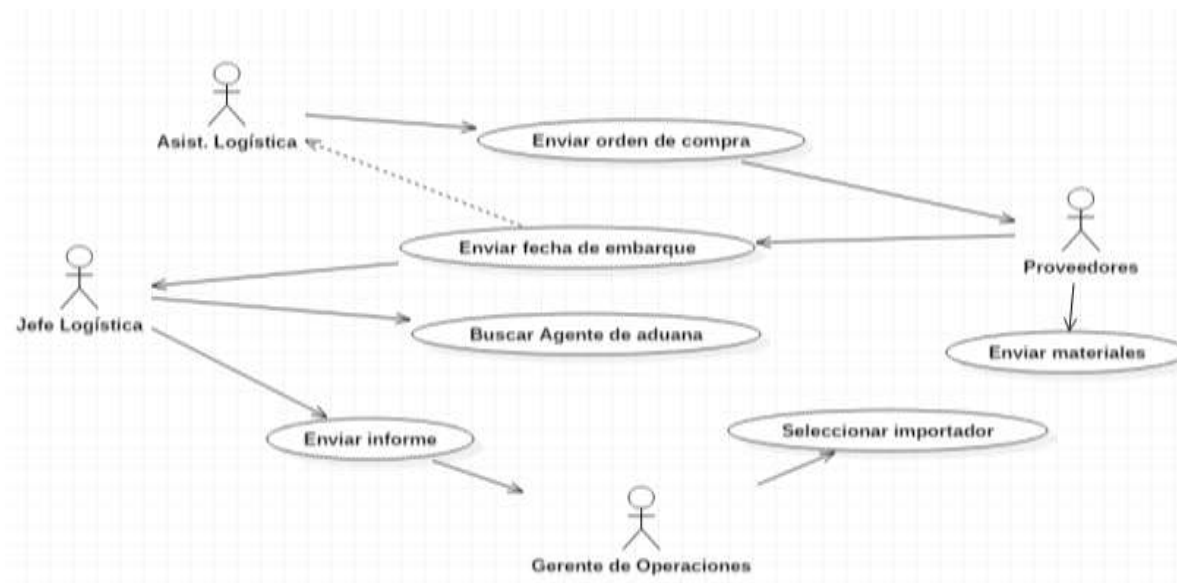 Asist. Logística
Enviar orden de compra
Enviar fecha de embarque
Proveedores
Jefe Logística
Buscar Agente de aduana
Enviar materiales
Enviar informe
Seleccionar importador
Gerente de Operaciones